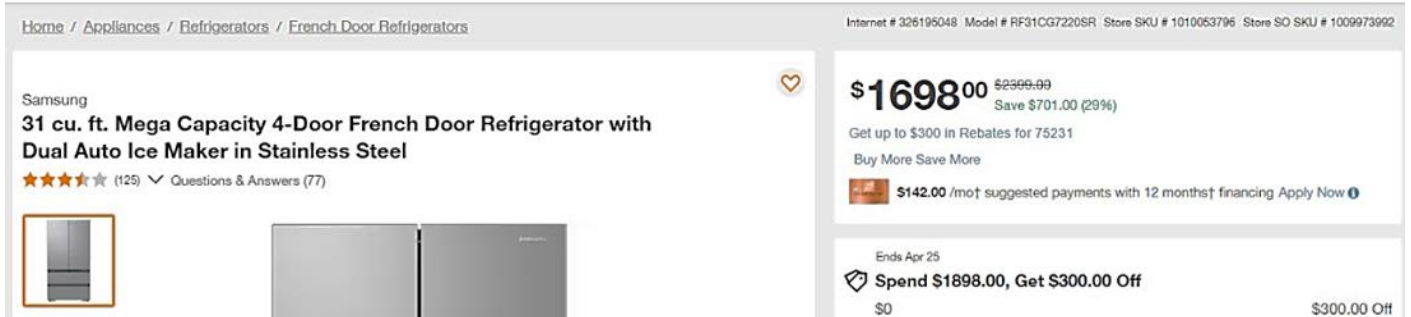 Home / Appliances / Refrigerators / French Door Refrigerators
Internet # 326195048 Model # RF31CG7220SR Store SKU # 1010053796 Store SO SKU # 1009973992
Samsung
31 cu. ft. Mega Capacity 4-Door French Door Refrigerator with
Dual Auto Ice Maker in Stainless Steel
(125) Questions & Answers (77)
$1698 00 $2399.00
Save $701.00 (29%)
Get up to $300 in Rebates for 75231
Buy More Save More
$142.00 /mo† suggested payments with 12 months† financing Apply Now
Ends Apr 25
Spend $1898.00, Get $300.00 Off
$0 $300.00 Off